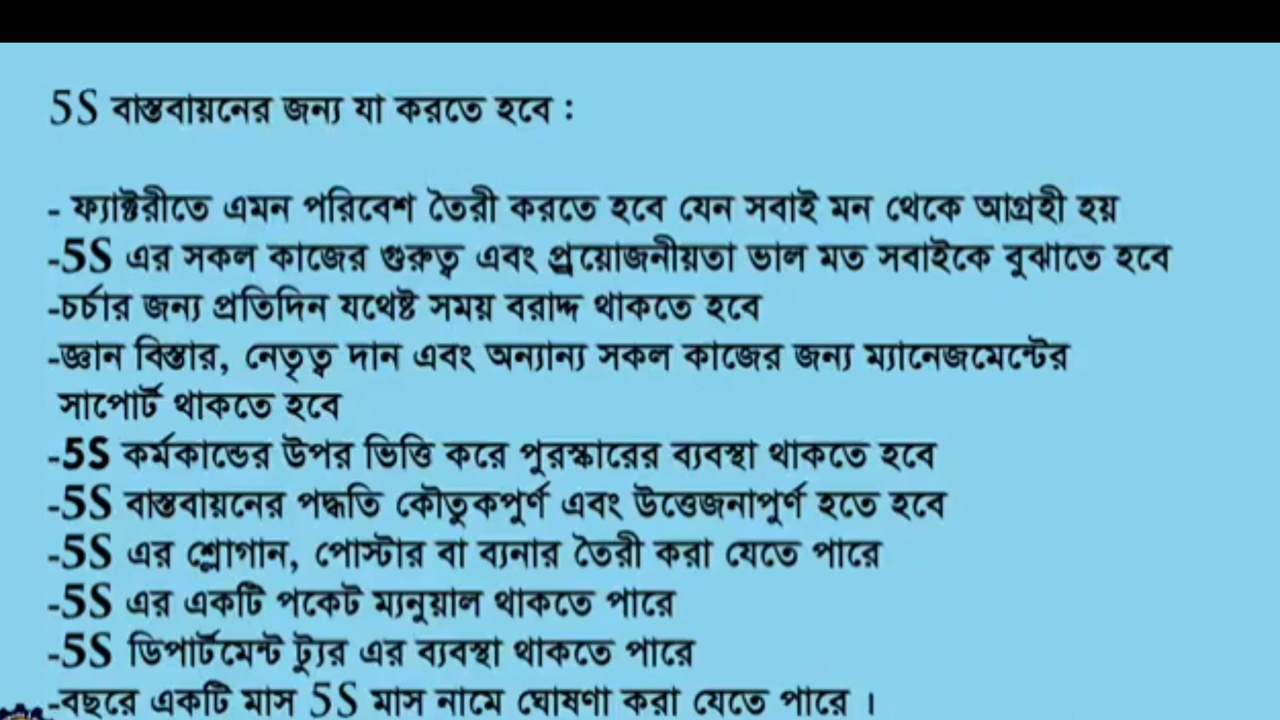 5S বাস্তবায়নের জন্য যা করতে হবে :
- ফ্যাক্টরীতে এমন পরিবেশ তৈরী করতে হবে যেন সবাই মন থেকে আগ্রহী হয়
-5S এর সকল কাজের গুরুত্ব এবং প্রয়োজনীয়তা ভাল মত সবাইকে বুঝাতে হবে
-চর্চার জন্য প্রতিদিন যথেষ্ট সময় বরাদ্দ থাকতে হবে
-জ্ঞান বিস্তার, নেতৃত্ব দান এবং অন্যান্য সকল কাজের জন্য ম্যানেজমেন্টের
সাপোর্ট থাকতে হবে
-5S কর্মকান্ডের উপর ভিত্তি করে পুরস্কারের ব্যবস্থা থাকতে হবে
-5S বাস্তবায়নের পদ্ধতি কৌতুকপুর্ণ এবং উত্তেজনাপুর্ণ হতে হবে
-5S এর শ্লোগান, পোস্টার বা ব্যনার তৈরী করা যেতে পারে
-5S এর একটি পকেট ম্যনুয়াল থাকতে পারে
-5S ডিপার্টমেন্ট ট্যুর এর ব্যবস্থা থাকতে পারে
-বছরে একটি মাস 5S মাস নামে ঘোষণা করা যেতে পারে ।